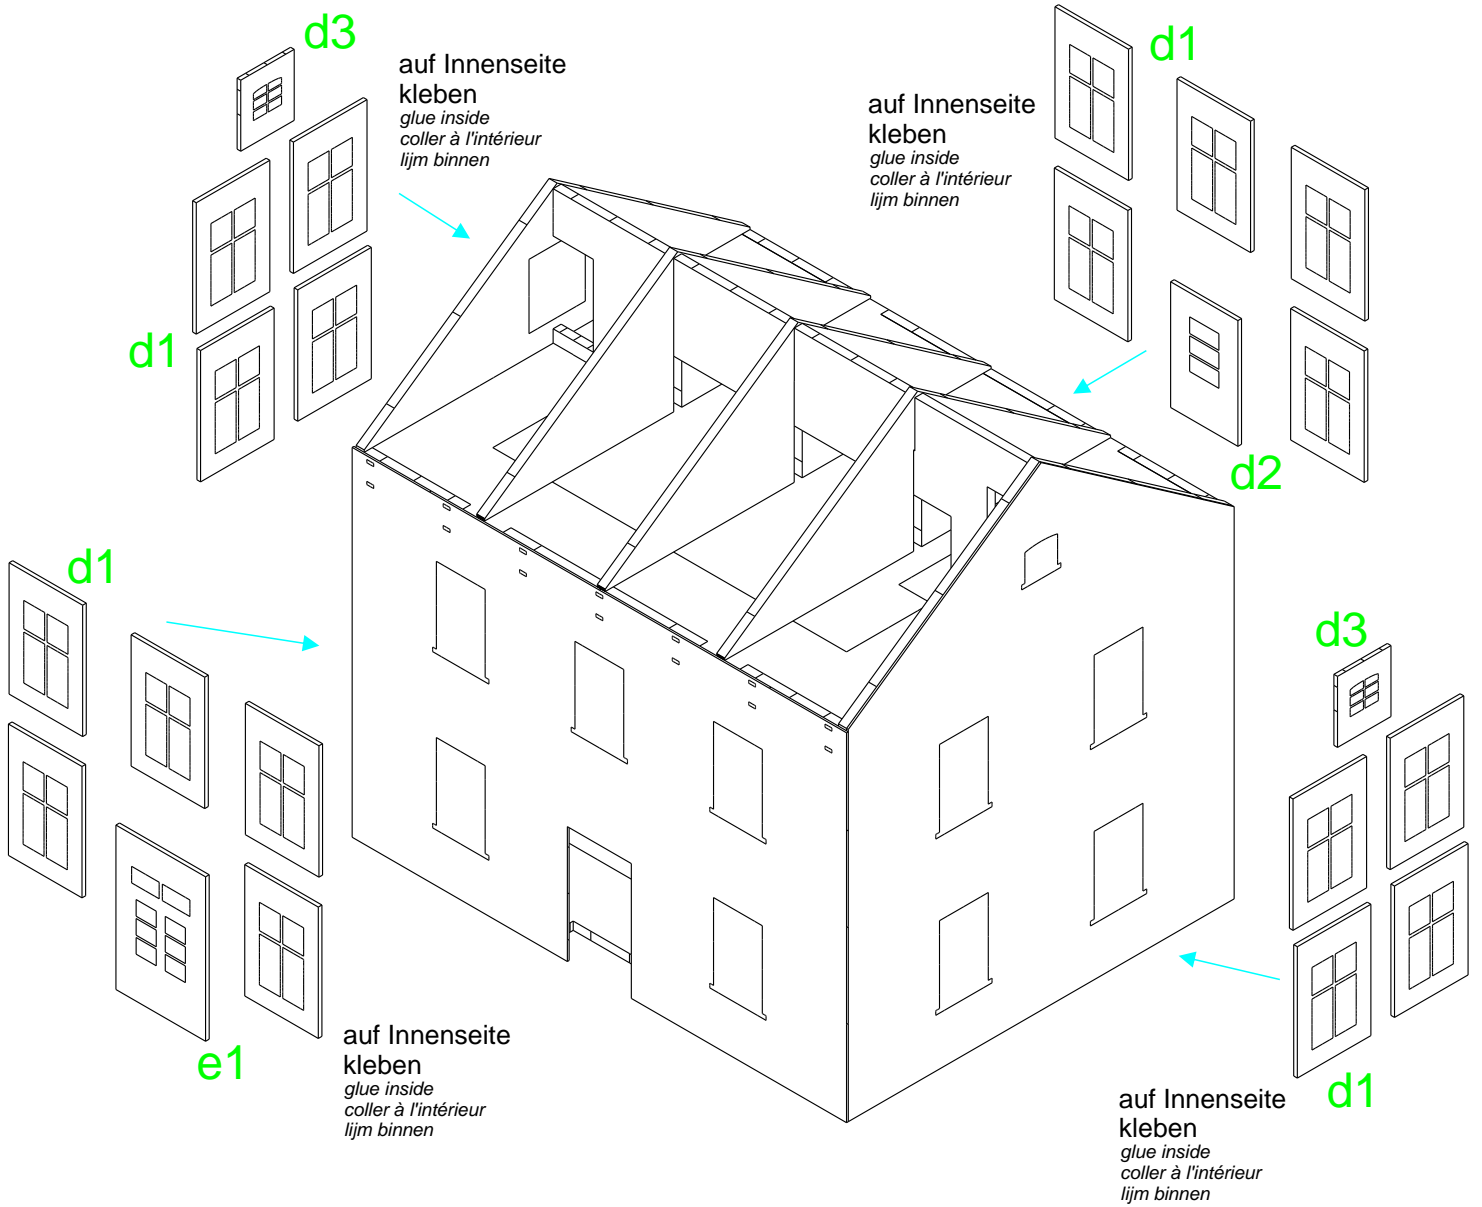 d3
auf Innenseite
kleben
glue inside
coller à l'intérieur
lijm binnen
d1
auf Innenseite
kleben
glue inside
coller à l'intérieur
lijm binnen
d1
d2
d1
d3
e1
auf Innenseite
kleben
glue inside
coller à l'intérieur
lijm binnen
d1
auf Innenseite
kleben
glue inside
coller à l'intérieur
lijm binnen